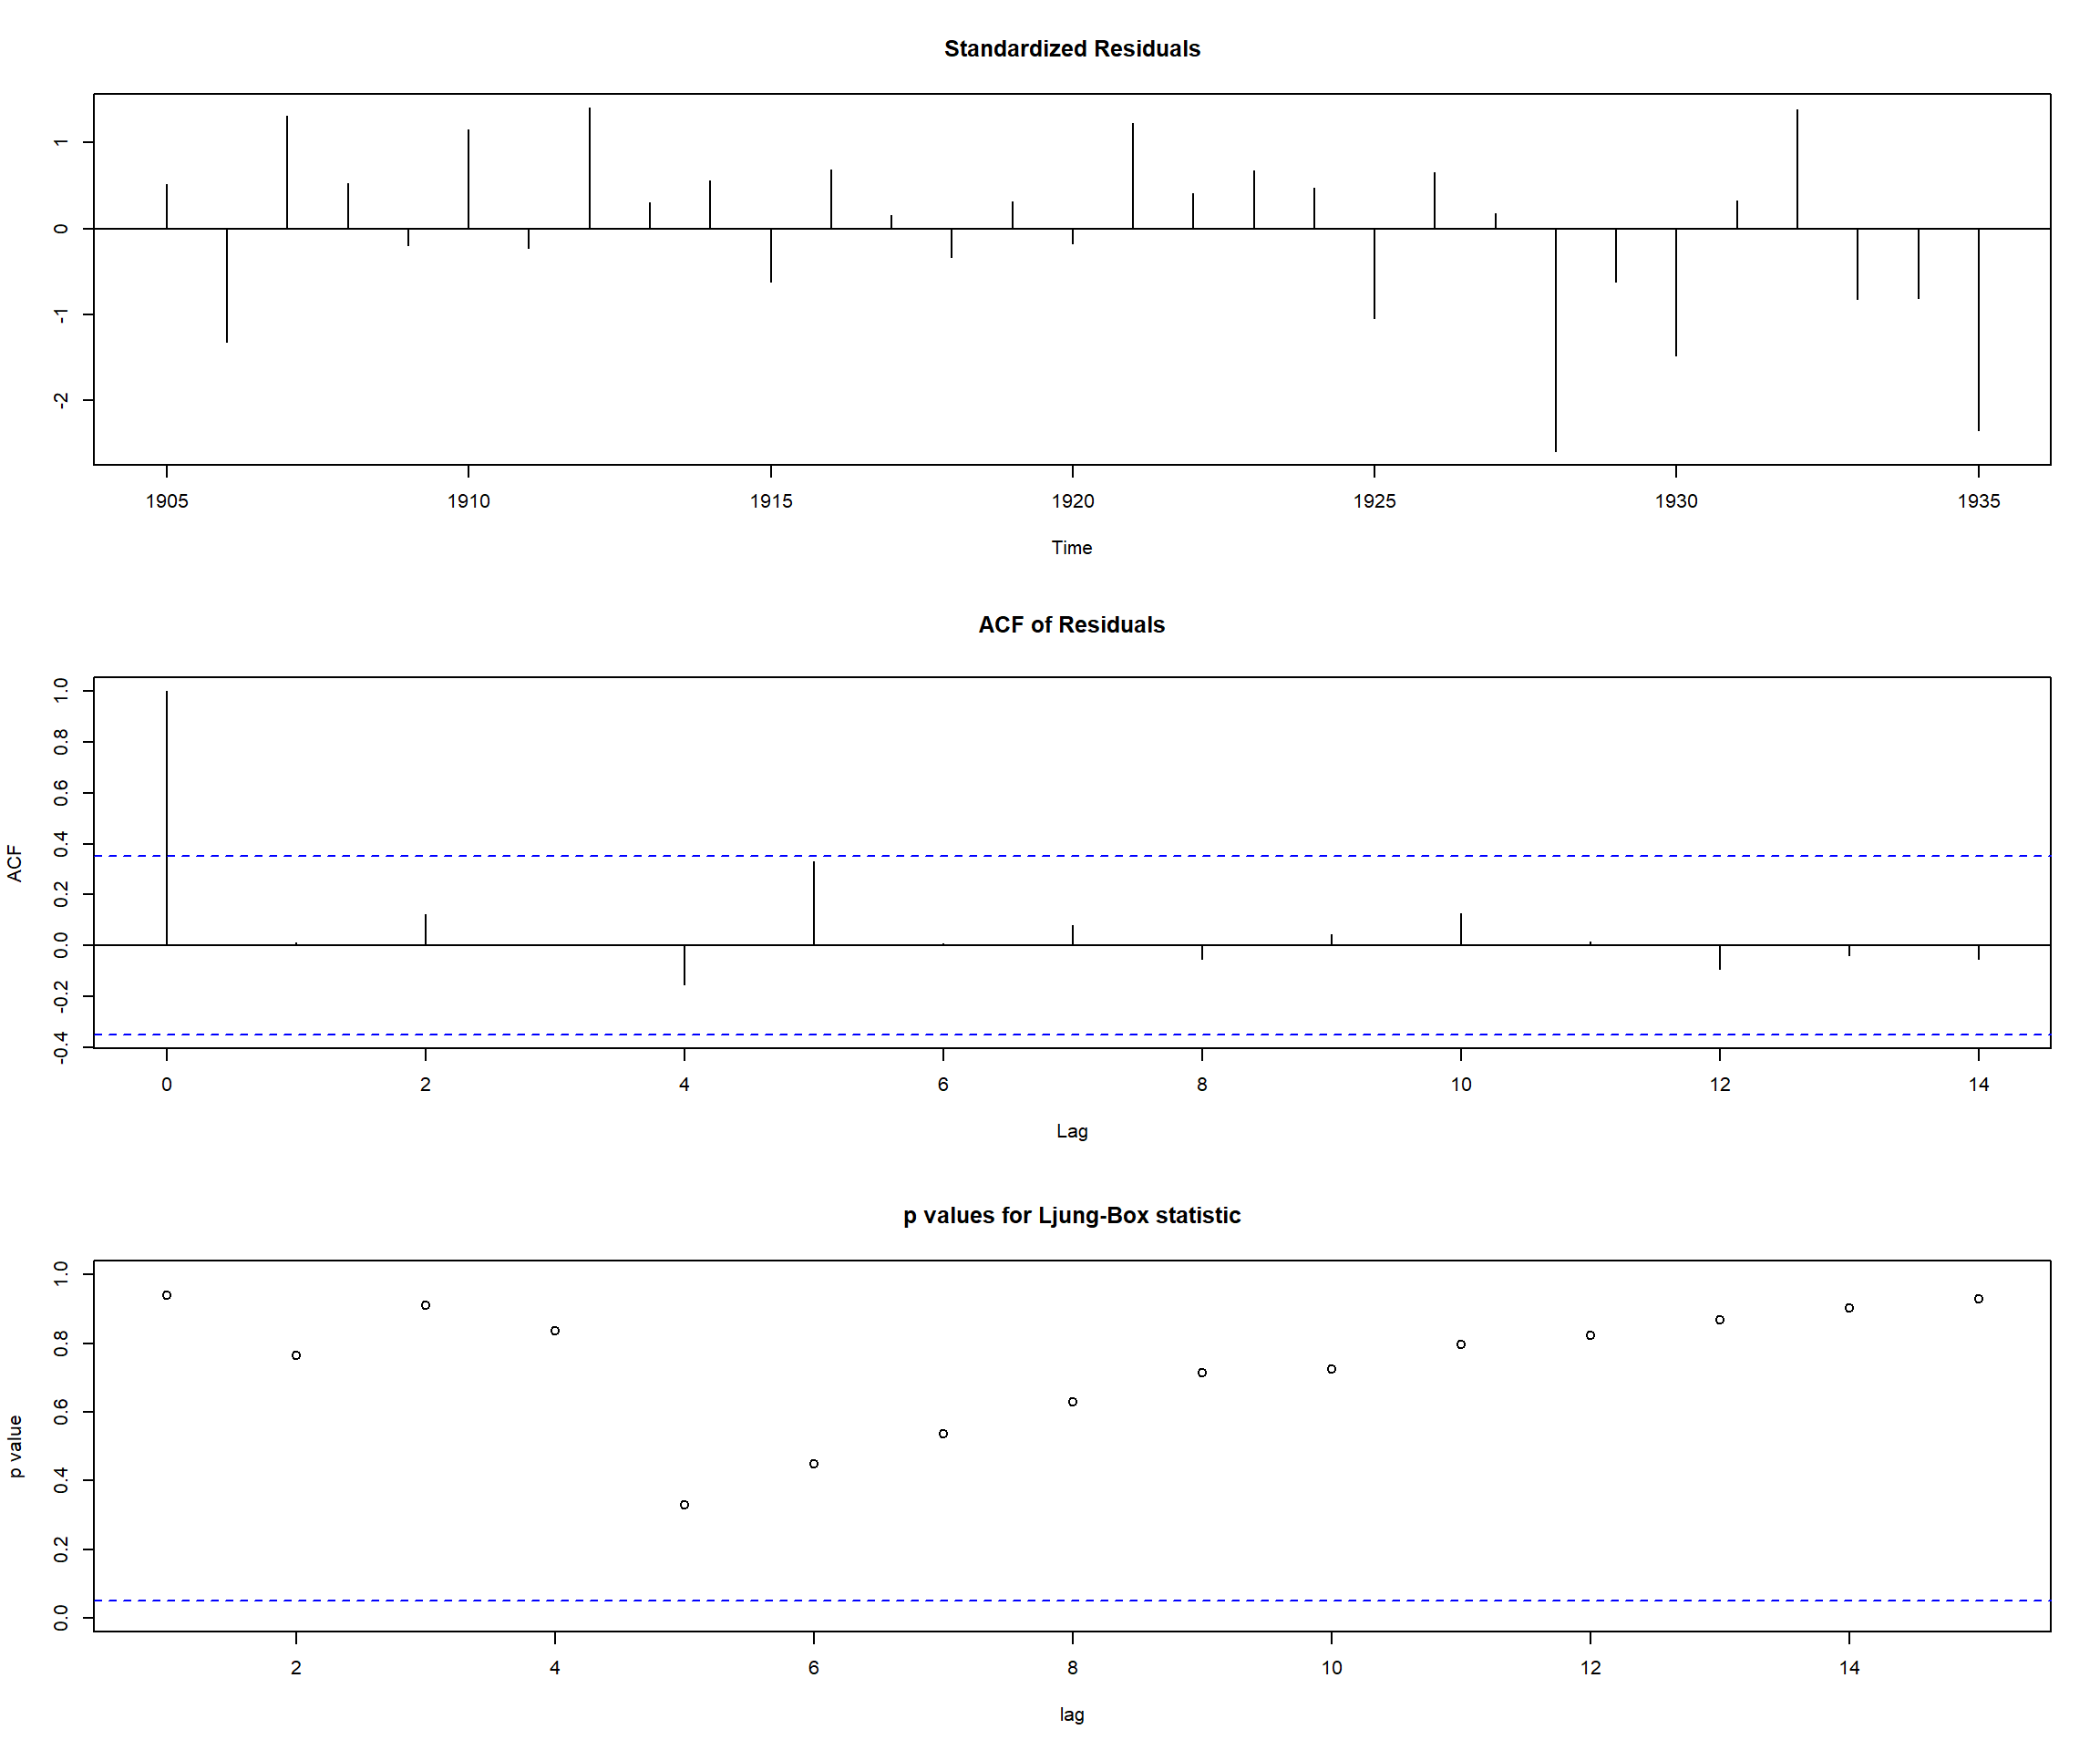 Standardized Residuals
1
0
-1
-2
1905 1910 1915 1920 1925 1930 1935
Time
ACF of Residuals
1.0
0.8
0.6
0.4
0.2
0.0
-0.2
-0.4
ACF
0 2 4 6 8 10 12 14
Lag
p values for Ljung-Box statistic
1.0
0.8
0.6
0.4
0.2
0.0
p value
2 4 6 8 10 12 14
lag